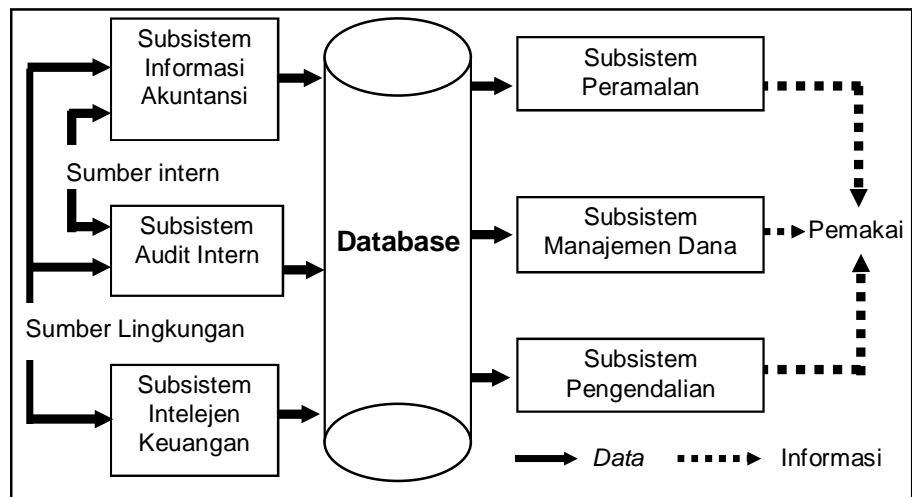 Subsistem
Informasi
Akuntansi
Sumber intern
Subsistem
Audit Intern
Sumber Lingkungan
Subsistem
Intelejen
Keuangan
Database
Subsistem
Peramalan
Subsistem
Manajemen Dana
Pemakai
Subsistem
Pengendalian
Data
Informasi